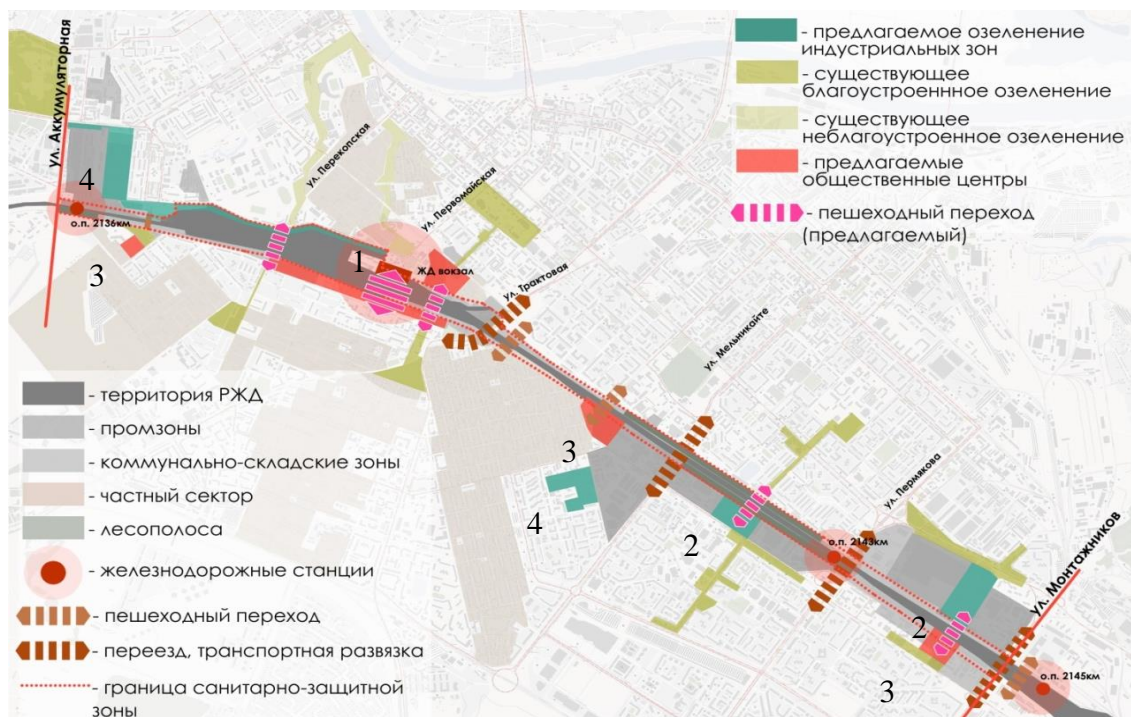 - предлагаемое озеленение
индустриальных зон
- существующее
благоустроеннное озеленение
- существующее
неблагоустроенное озеленение
- предлагаемые
общественные центры
- пешеходный переход
(предлагаемый)
ул. Аккумуляторная
ул. Перекопская
ул. Первомайская
4
о.п. 2136км
3
1
ЖД вокзал
ул. Трактовая
ул. Мельникайте
3
4
2
ул. Пермякова
о.п. 2143км
ул. Монтажников
2
3
о.п. 2145км
- территория РЖД
- промзоны
- коммунально-складские зоны
- частный сектор
- лесополоса
- железнодорожные станции
- пешеходный переход
- переезд, транспортная развязка
- граница санитарно-защитной
зоны